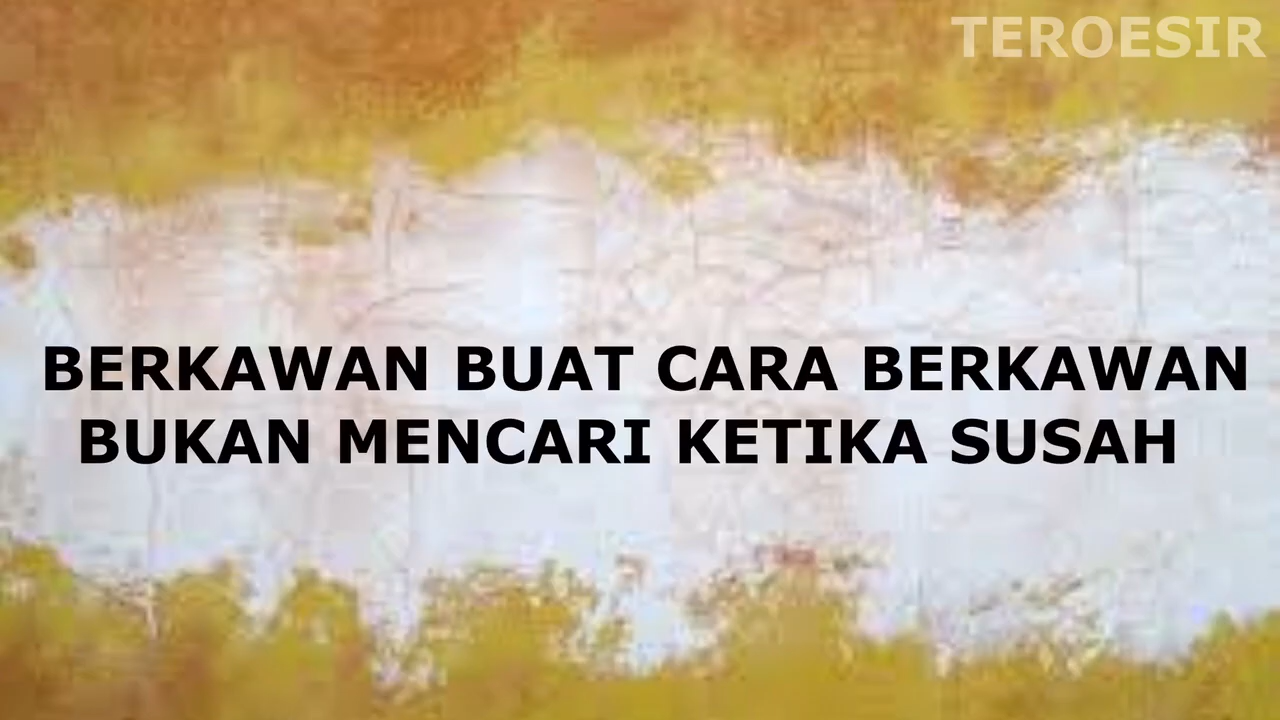 TEROESIR
BERKAWAN BUAT CARA BERKAWAN
BUKAN MENCARI KETIKA SUSAH